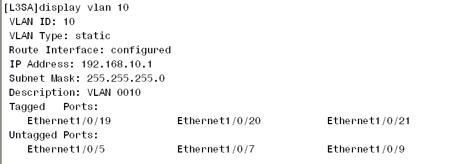 [L3SA]display vlan 10
VLAN ID: 10
VLAN Type: static
Route Interface: configured
IP Address: 192.168.10.1
Subnet Mask: 255.255.255.0
Description: VLAN 0010
Tagged Ports:
Ethernet1/0/19 Ethernet1/0/20 Ethernet1/0/21
Untagged Ports:
Ethernet1/0/5 Ethernet1/0/7 Ethernet1/0/9